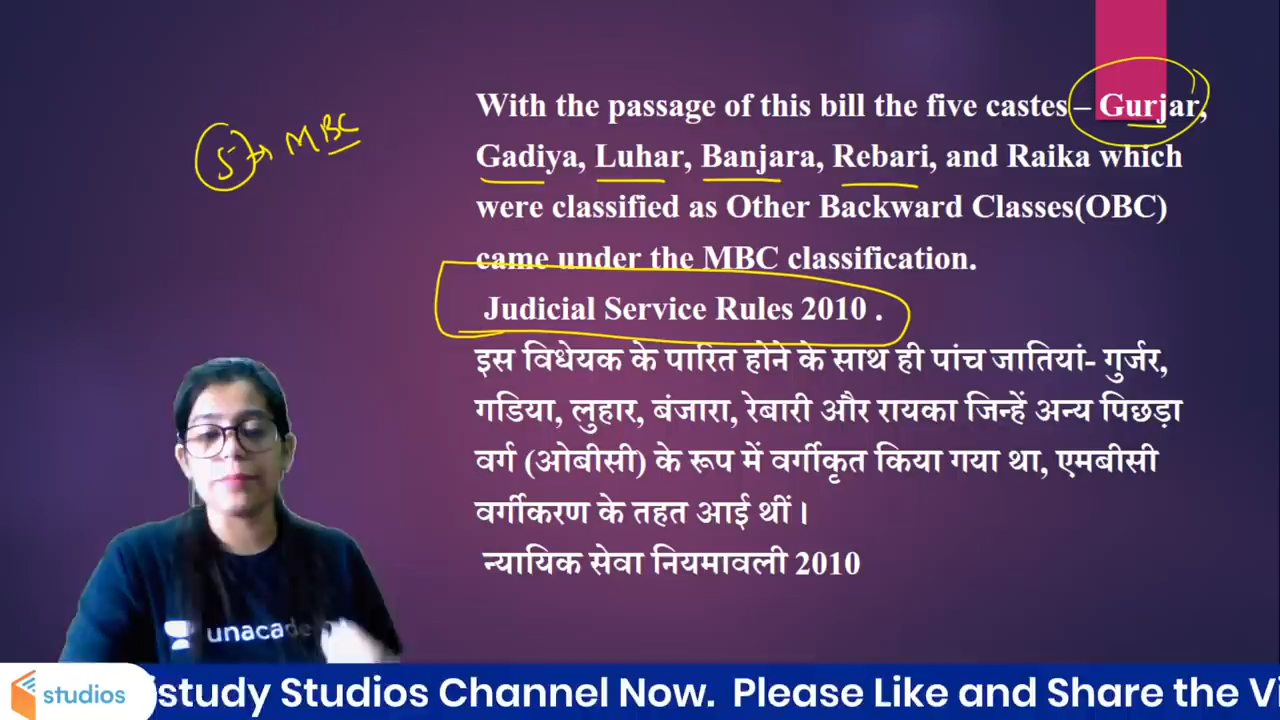 With the passage of this bill the five castes – Gurjar,
Gadiya, Luhar, Banjara, Rebari, and Raika which
were classified as Other Backward Classes(OBC)
came under the MBC classification.
Judicial Service Rules 2010 .
इस विधेयक के पारित होने के साथ ही पांच जातियां- गुर्जर,
गडिया, लुहार, बंजारा, रेबारी और रायका जिन्हें अन्य पिछड़ा
वर्ग (ओबीसी) के रूप में वर्गीकृत किया गया था, एमबीसी
वर्गीकरण के तहत आई थीं ।
न्यायिक सेवा नियमावली 2010
5 → MBC
unacade
studios
istudy Studios Channel Now. Please Like and Share the Vi